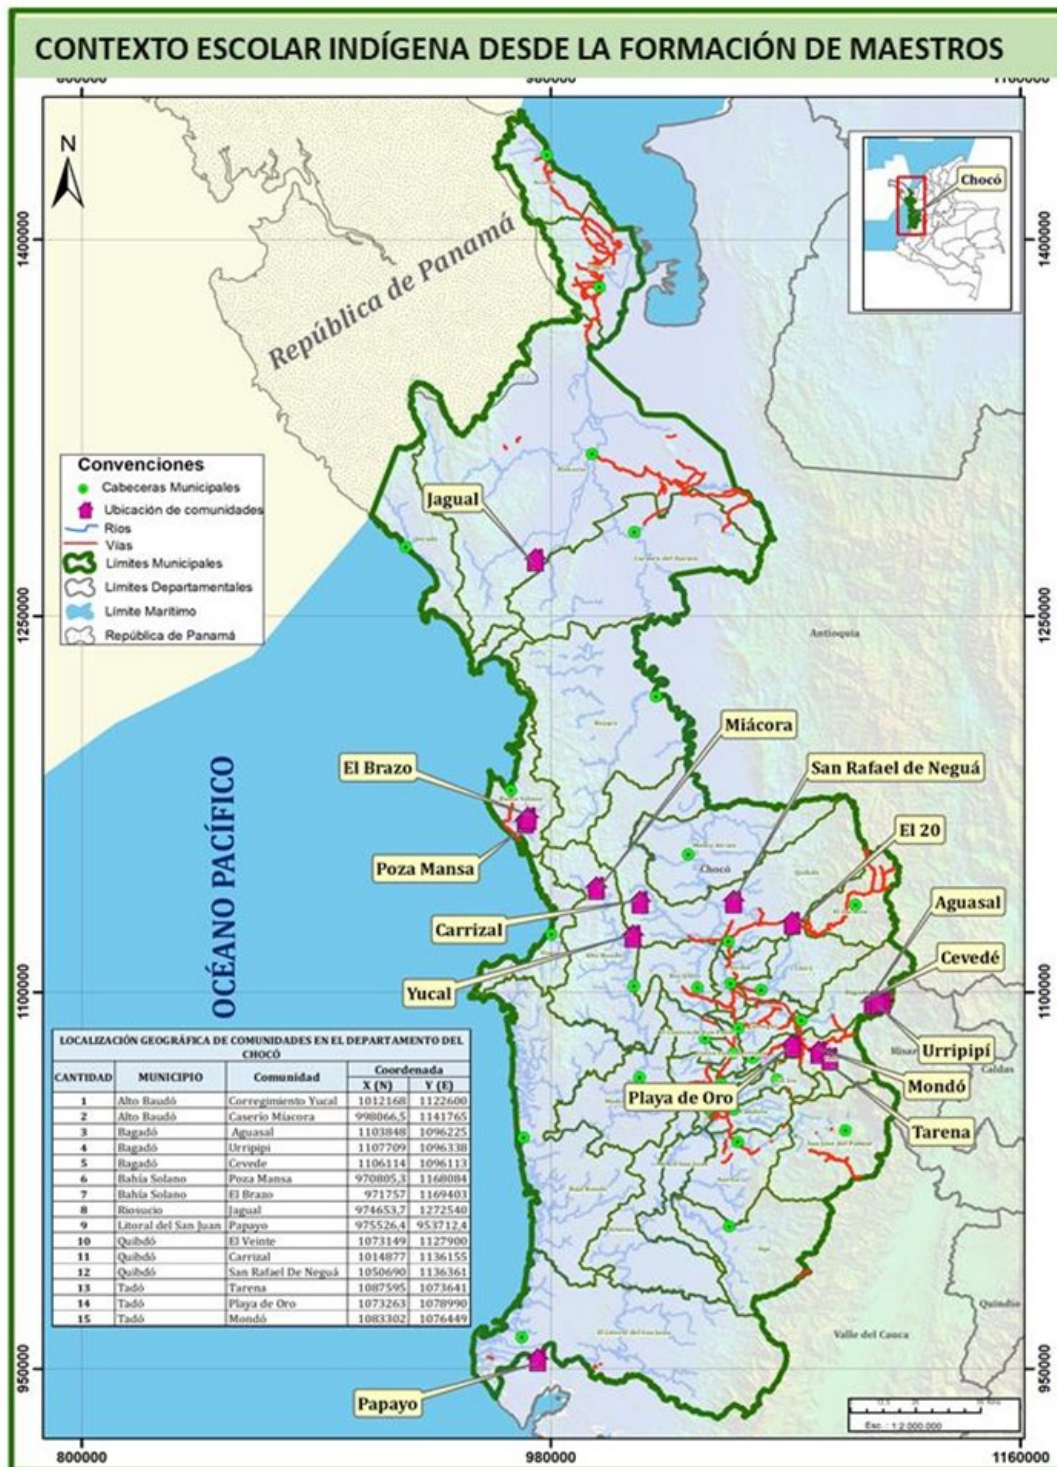 CONTEXTO ESCOLAR INDÍGENA DESDE LA FORMACIÓN DE MAESTROS
800000
980000
1160000
N
Chocó
1400000
1400000
República de Panamá
Convenciones
Cabeceras Municipales
Ubicación de comunidades
Ríos
Vías
Límites Municipales
Límites Departamentales
Límite Marítimo
República de Panamá
Jagual
1250000
1250000
Antioquia
Miácora
El Brazo
San Rafael de Neguá
OCÉANO PACÍFICO
El 20
Poza Mansa
Chocó
Quibdó
Aguasal
Carrizal
Cevedé
Alto Baudó
Yucal
1100000
1100000
Urripipí
Caldas
Mondó
Playa de Oro
Tarena
LOCALIZACIÓN GEOGRÁFICA DE COMUNIDADES EN EL DEPARTAMENTO DEL CHOCÓ
CANTIDAD MUNICIPIO Comunidad Coordenada
X (N) Y (E)
1 Alto Baudó Corregimiento Yucal 1012168 1122600
2 Alto Baudó Caserío Miacora 998066,5 1141765
3 Bagadó Aguasal 1103848 1096225
4 Bagadó Urripipi 1107709 1096338
5 Bagadó Cevede 1106114 1096113
6 Bahía Solano Poza Mansa 970805,3 1168084
7 Bahía Solano El Brazo 971757 1169403
8 Riosucio Jagual 974653,7 1272540
9 Litoral del San Juan Papayo 975526,4 953712,4
10 Quibdó El Veinte 1073149 1127900
11 Quibdó Carrizal 1014877 1136155
12 Quibdó San Rafael De Neguá 1050690 1136361
13 Tadó Tarena 1087595 1073641
14 Tadó Playa de Oro 1073263 1078990
15 Tadó Mondó 1083302 1076449
Quindío
Valle del Cauca
950000
950000
Papayo
Esc. : 1:2 000.000
800000
980000
1160000